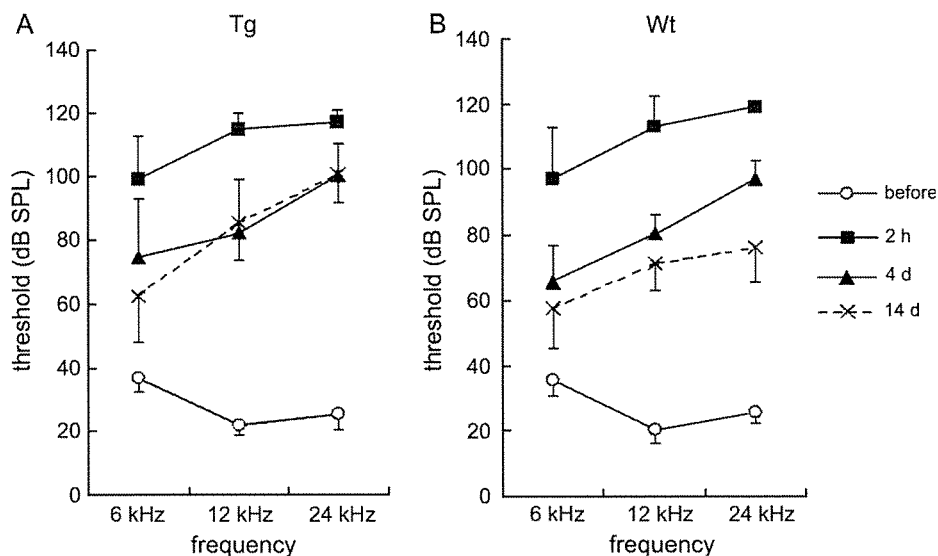 A
Tg
140
120
100
80
60
40
20
0
threshold (dB SPL)
6 kHz
12 kHz
24 kHz
frequency
B
Wt
140
120
100
80
60
40
20
0
threshold (dB SPL)
6 kHz
12 kHz
24 kHz
frequency
before
2 h
4 d
14 d